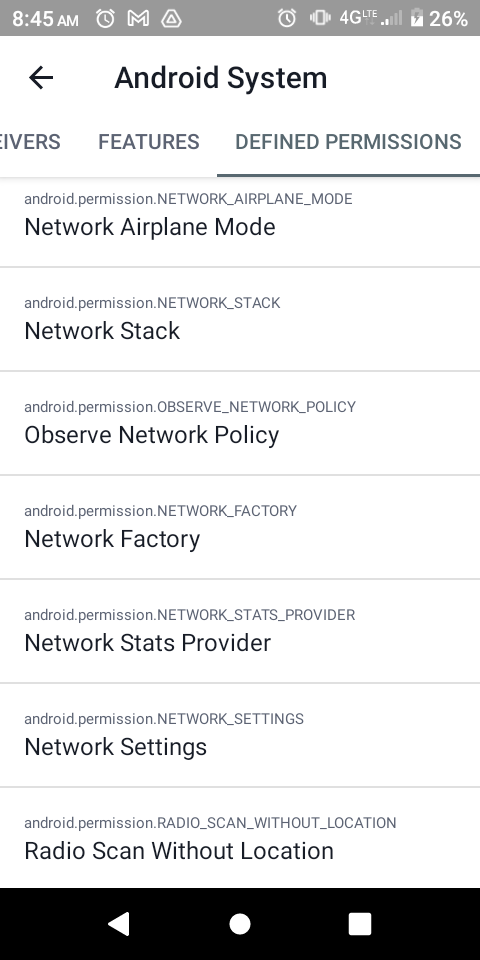 8:45 AM 4G LTE 26%
Android System
EIVERS FEATURES DEFINED PERMISSIONS
android.permission.NETWORK_AIRPLANE_MODE
Network Airplane Mode
android.permission.NETWORK_STACK
Network Stack
android.permission.OBSERVE_NETWORK_POLICY
Observe Network Policy
android.permission.NETWORK_FACTORY
Network Factory
android.permission.NETWORK_STATS_PROVIDER
Network Stats Provider
android.permission.NETWORK_SETTINGS
Network Settings
android.permission.RADIO_SCAN_WITHOUT_LOCATION
Radio Scan Without Location